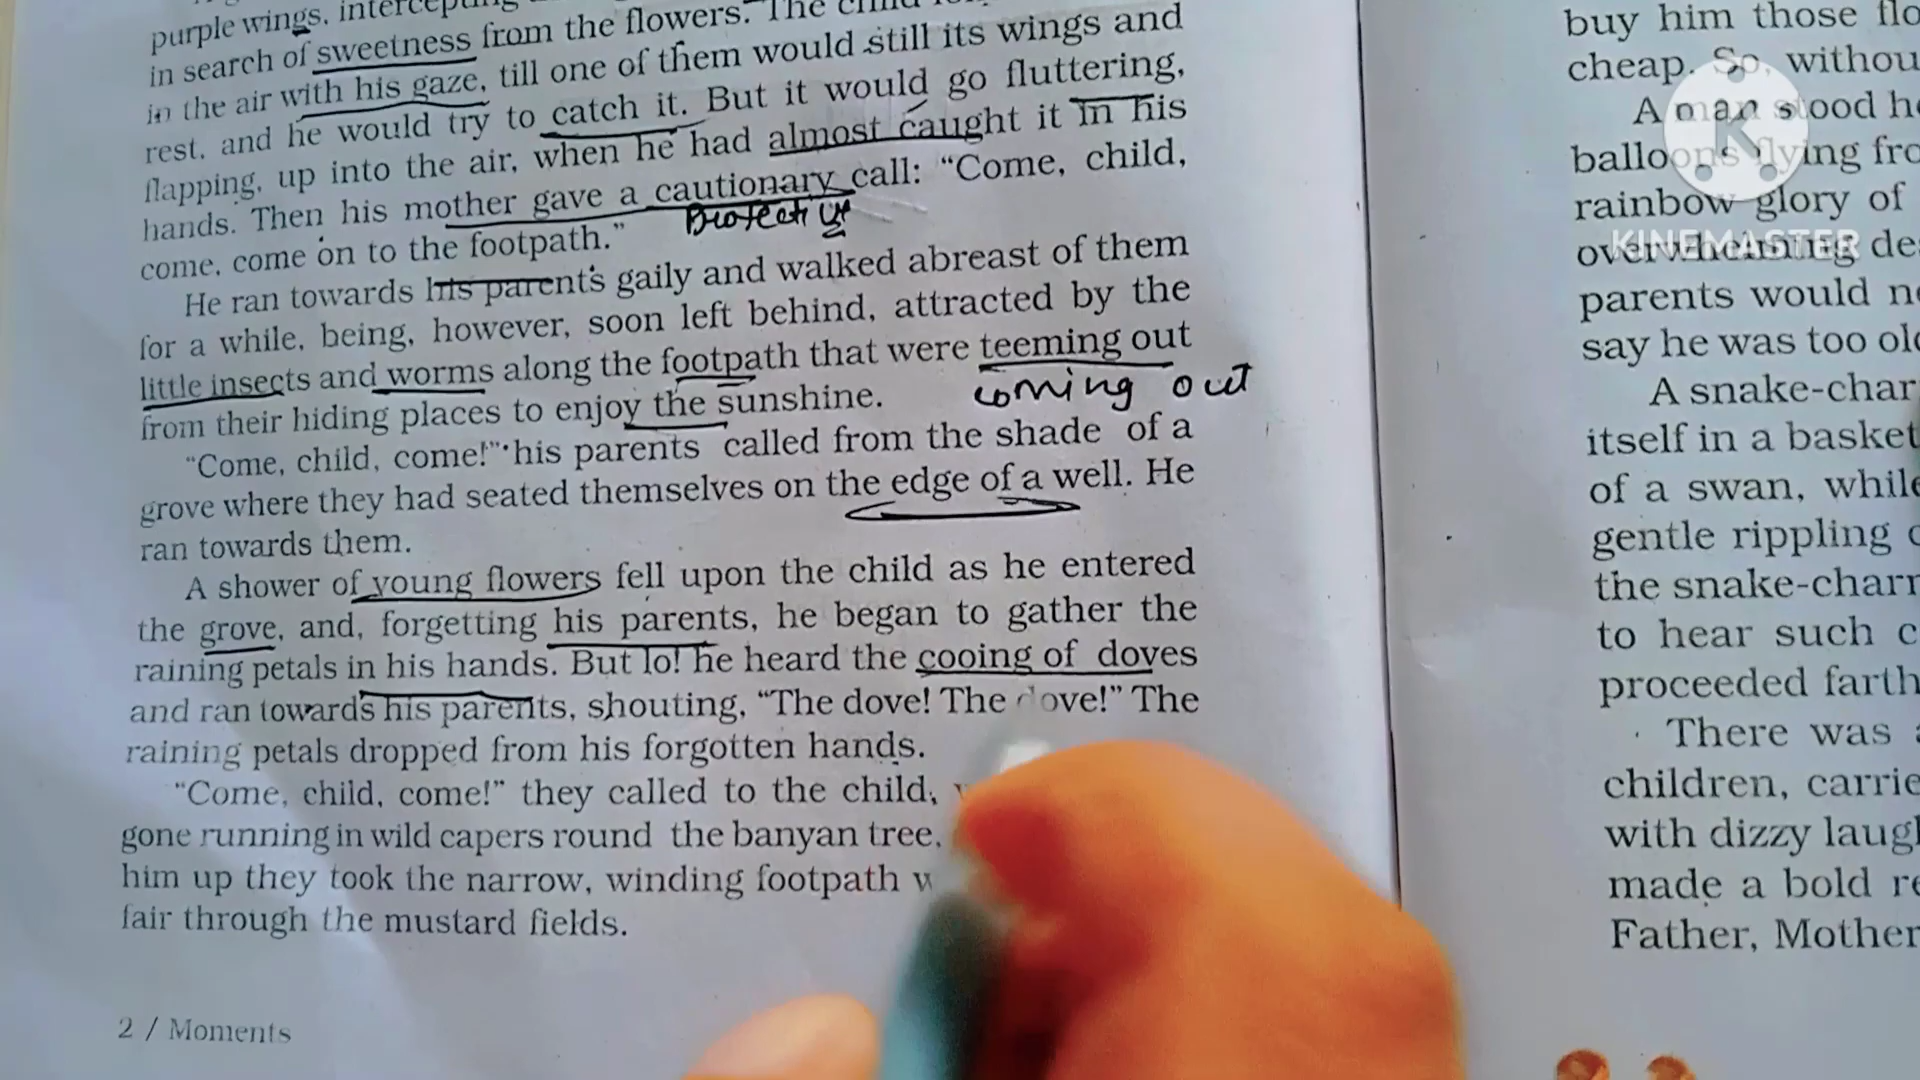 purple wings,
in search of sweetness from the flowers. The
in the air with his gaze, till one of them would still its wings and
rest, and he would try to catch it. But it would go fluttering,
flapping, up into the air, when he had almost caught it in his
hands. Then his mother gave a cautionary call: “Come, child,
come, come on to the footpath.”
He ran towards his parents gaily and walked abreast of them
for a while, being, however, soon left behind, attracted by the
little insects and worms along the footpath that were teeming out
coming out
from their hiding places to enjoy the sunshine.
“Come, child, come!” his parents called from the shade of a
grove where they had seated themselves on the edge of a well. He
ran towards them.
A shower of young flowers fell upon the child as he entered
the grove, and, forgetting his parents, he began to gather the
raining petals in his hands. But lo! he heard the cooing of doves
and ran towards his parents, shouting, “The dove! The dove!” The
raining petals dropped from his forgotten hands.
“Come, child, come!” they called to the child,
gone running in wild capers round the banyan tree,
him up they took the narrow, winding footpath
fair through the mustard fields.
2 / Moments
buy him those
cheap. So,
A man stood
balloons flying
rainbow glory of
parents would
say he was too
A
itself in a
of a swan,
gentle rippling
the
to hear such
proceeded
There was
children,
with dizzy
made a bold
Father, Mother
K
KINEMASTER